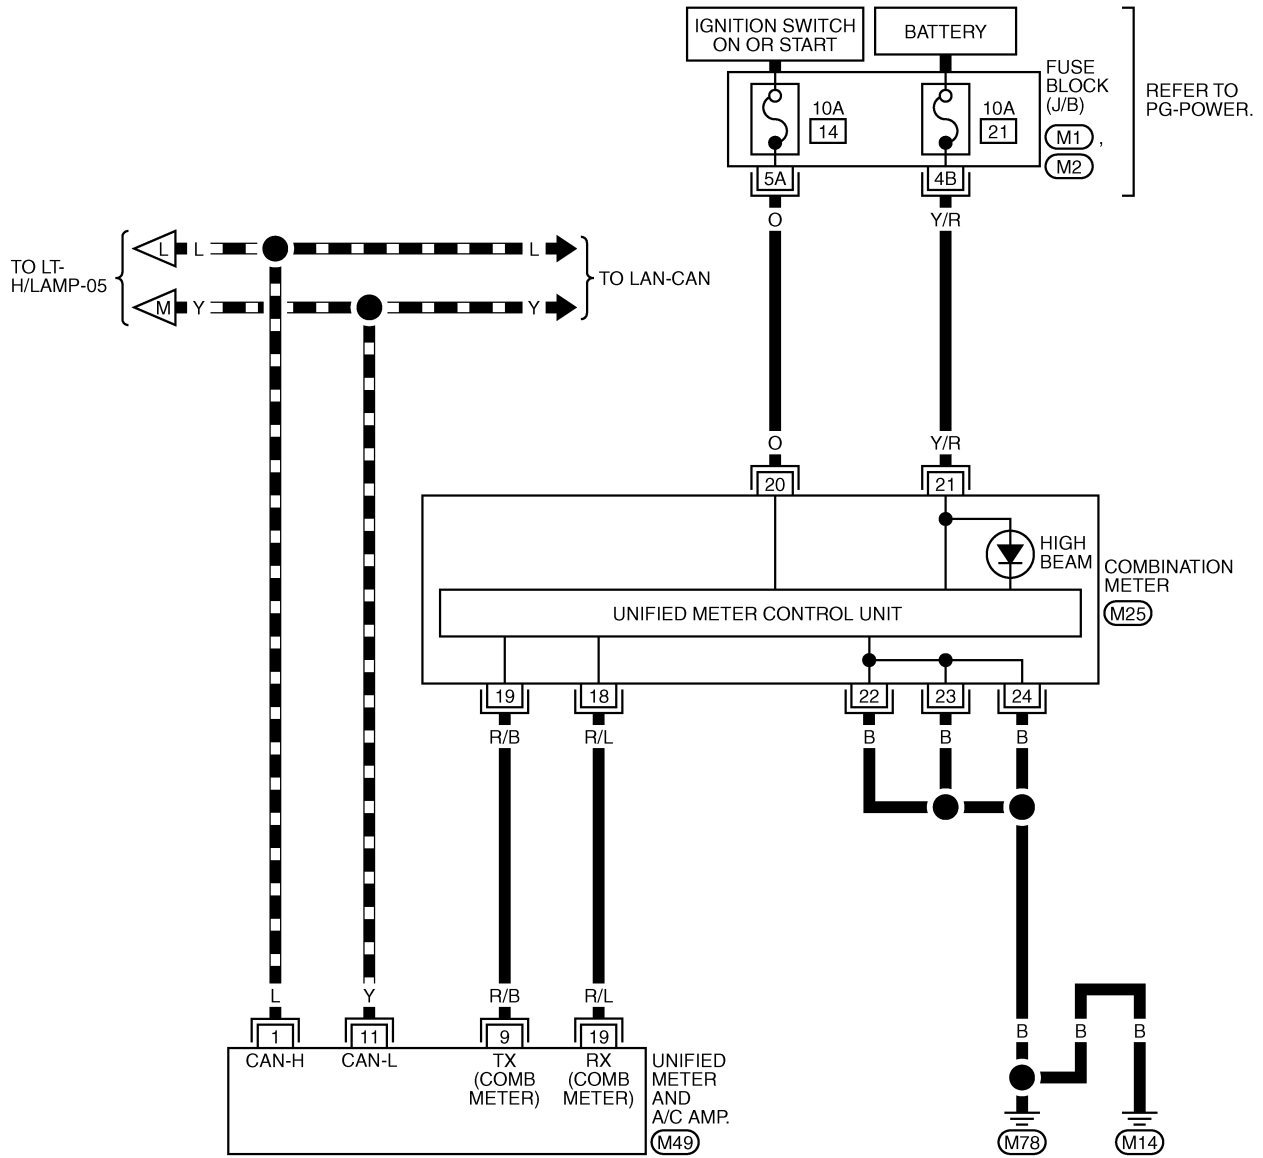 IGNITION SWITCH
ON OR START
BATTERY
FUSE
BLOCK
(J/B)
M1 ,
M2
REFER TO
PG-POWER.
10A
14
10A
21
5A
4B
O
Y/R
TO LT-
H/LAMP-05
L
L
L
M
Y
Y
TO LAN-CAN
O
Y/R
20
21
HIGH
BEAM
COMBINATION
METER
M25
UNIFIED METER CONTROL UNIT
19
18
22
23
24
R/B
R/L
B
B
B
L
Y
R/B
R/L
B
B
B
1
11
9
19
CAN-H
CAN-L
TX
(COMB
METER)
RX
(COMB
METER)
UNIFIED
METER
AND
A/C AMP.
M49
M78
M14